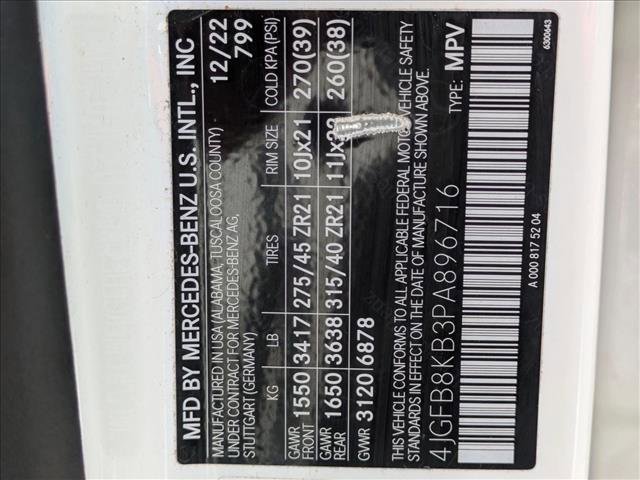 MFD BY MERCEDES-BENZ U.S. INTL., INC
MANUFACTURED IN USA (ALABAMA, TUSCALOOSA COUNTY) 12/22
UNDER CONTRACT FOR MERCEDES-BENZ AG, 799
STUTTGART (GERMANY)
KG LB TIRES RIM SIZE COLD KPA(PSI)
GAWR FRONT 1550 3417 275/45 ZR21 10Jx21 270(39)
GAWR REAR 1650 3638 315/40 ZR21 260(38)
GVWR 3120 6878
THIS VEHICLE CONFORMS TO ALL APPLICABLE FEDERAL MOTOR VEHICLE SAFETY
STANDARDS IN EFFECT ON THE DATE OF MANUFACTURE SHOWN ABOVE.
4JGFB8KB3PA896716 TYPE: MPV
A 000 817 52 04
6300643